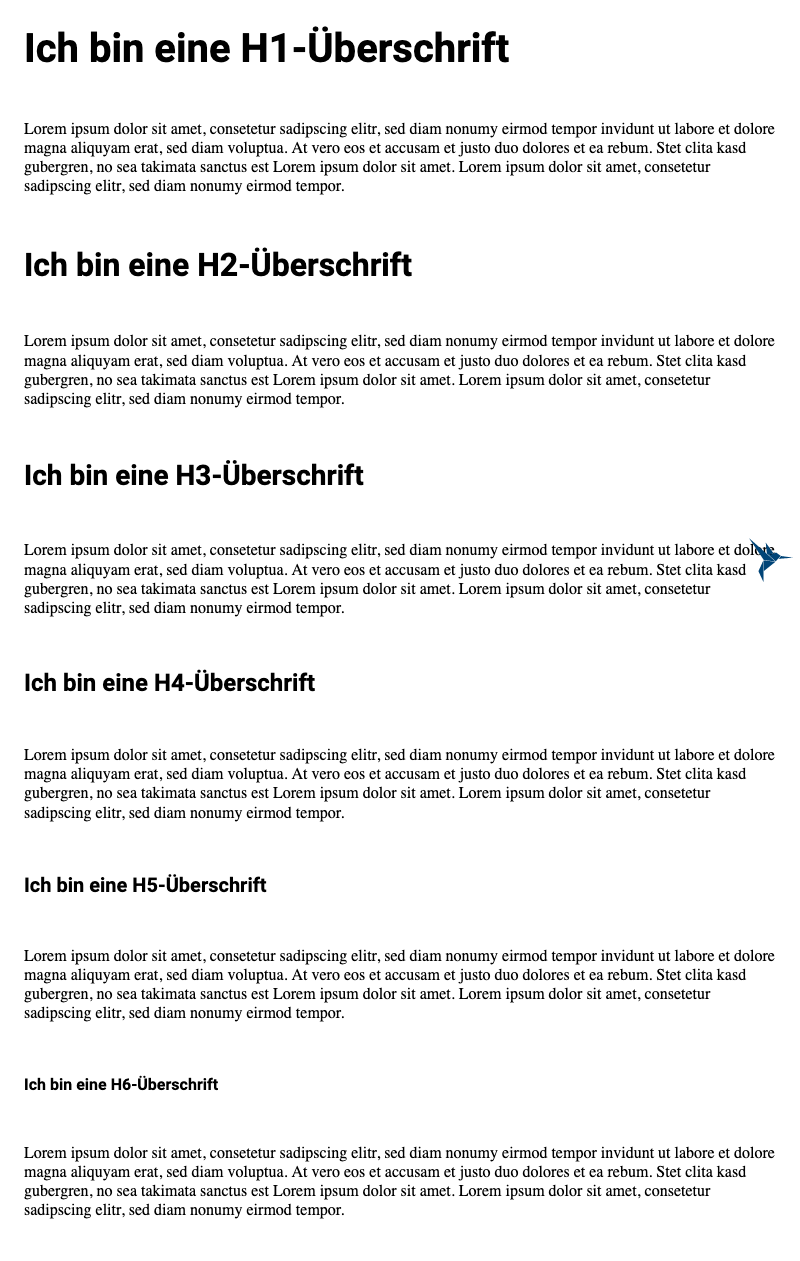 Ich bin eine H1-Überschrift
Lorem ipsum dolor sit amet, consetetur sadipscing elitr, sed diam nonumy eirmod tempor invidunt ut labore et dolore
magna aliquyam erat, sed diam voluptua. At vero eos et accusam et justo duo dolores et ea rebum. Stet clita kasd
gubergren, no sea takimata sanctus est Lorem ipsum dolor sit amet. Lorem ipsum dolor sit amet, consetetur
sadipscing elitr, sed diam nonumy eirmod tempor.
Ich bin eine H2-Überschrift
Lorem ipsum dolor sit amet, consetetur sadipscing elitr, sed diam nonumy eirmod tempor invidunt ut labore et dolore
magna aliquyam erat, sed diam voluptua. At vero eos et accusam et justo duo dolores et ea rebum. Stet clita kasd
gubergren, no sea takimata sanctus est Lorem ipsum dolor sit amet. Lorem ipsum dolor sit amet, consetetur
sadipscing elitr, sed diam nonumy eirmod tempor.
Ich bin eine H3-Überschrift
Lorem ipsum dolor sit amet, consetetur sadipscing elitr, sed diam nonumy eirmod tempor invidunt ut labore et dolore
magna aliquyam erat, sed diam voluptua. At vero eos et accusam et justo duo dolores et ea rebum. Stet clita kasd
gubergren, no sea takimata sanctus est Lorem ipsum dolor sit amet. Lorem ipsum dolor sit amet, consetetur
sadipscing elitr, sed diam nonumy eirmod tempor.
Ich bin eine H4-Überschrift
Lorem ipsum dolor sit amet, consetetur sadipscing elitr, sed diam nonumy eirmod tempor invidunt ut labore et dolore
magna aliquyam erat, sed diam voluptua. At vero eos et accusam et justo duo dolores et ea rebum. Stet clita kasd
gubergren, no sea takimata sanctus est Lorem ipsum dolor sit amet. Lorem ipsum dolor sit amet, consetetur
sadipscing elitr, sed diam nonumy eirmod tempor.
Ich bin eine H5-Überschrift
Lorem ipsum dolor sit amet, consetetur sadipscing elitr, sed diam nonumy eirmod tempor invidunt ut labore et dolore
magna aliquyam erat, sed diam voluptua. At vero eos et accusam et justo duo dolores et ea rebum. Stet clita kasd
gubergren, no sea takimata sanctus est Lorem ipsum dolor sit amet. Lorem ipsum dolor sit amet, consetetur
sadipscing elitr, sed diam nonumy eirmod tempor.
Ich bin eine H6-Überschrift
Lorem ipsum dolor sit amet, consetetur sadipscing elitr, sed diam nonumy eirmod tempor invidunt ut labore et dolore
magna aliquyam erat, sed diam voluptua. At vero eos et accusam et justo duo dolores et ea rebum. Stet clita kasd
gubergren, no sea takimata sanctus est Lorem ipsum dolor sit amet. Lorem ipsum dolor sit amet, consetetur
sadipscing elitr, sed diam nonumy eirmod tempor.